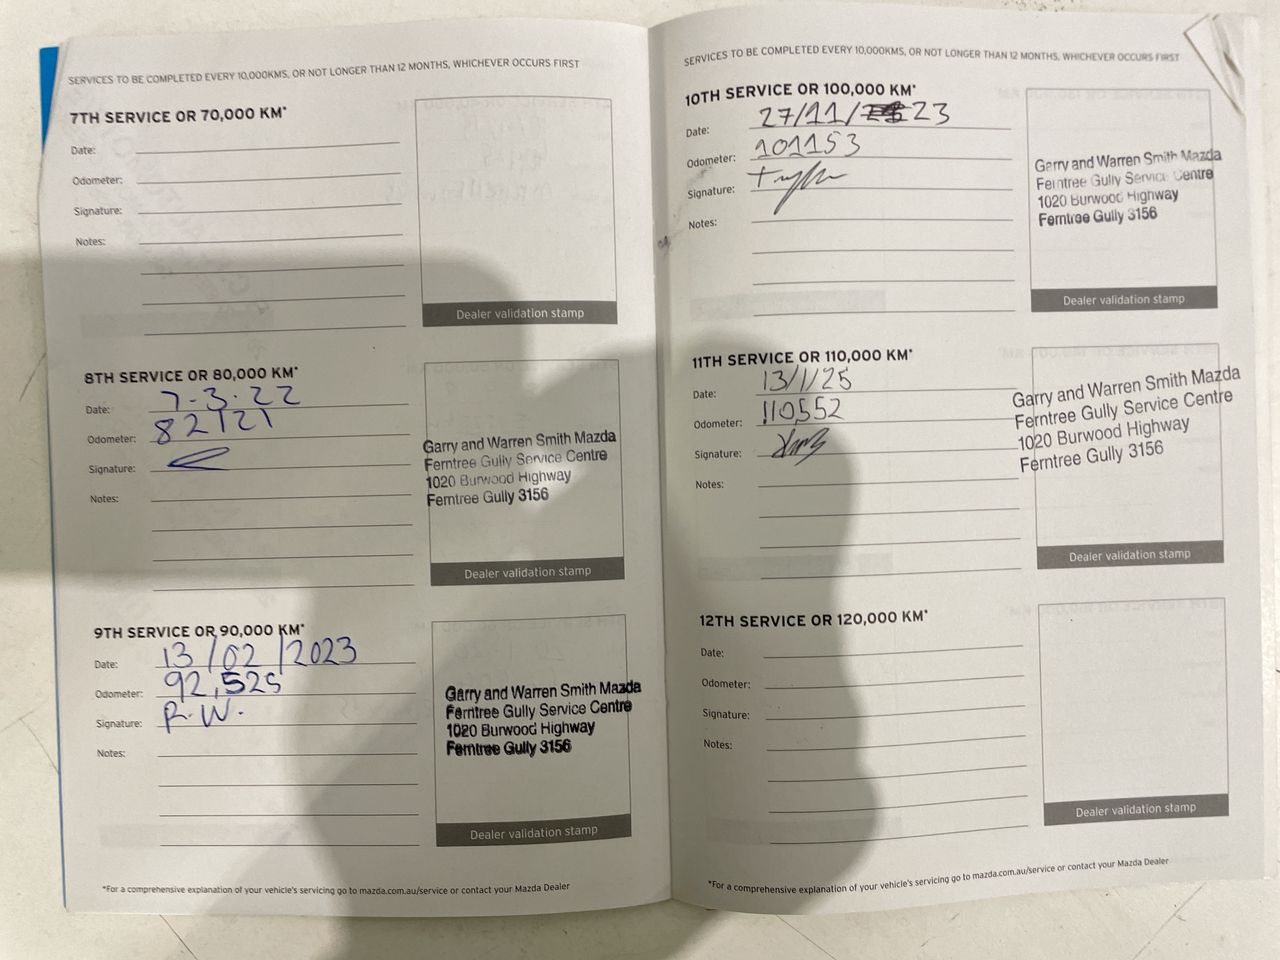 SERVICES TO BE COMPLETED EVERY 10,000KMS, OR NOT LONGER THAN 12 MONTHS, WHICHEVER OCCURS FIRST
7TH SERVICE OR 70,000 KM*
Date:
Odometer:
Signature:
Notes:
Dealer validation stamp
8TH SERVICE OR 80,000 KM*
Date: 7-3-22
Odometer: 82121
Signature:
Notes:
Garry and Warren Smith Mazda
Ferntree Gully Service Centre
1020 Burwood Highway
Ferntree Gully 3156
Dealer validation stamp
9TH SERVICE OR 90,000 KM*
Date: 13/02/2023
Odometer: 92,525
Signature: R.W.
Notes:
Garry and Warren Smith Mazda
Ferntree Gully Service Centre
1020 Burwood Highway
Ferntree Gully 3156
Dealer validation stamp
*For a comprehensive explanation of your vehicle's servicing go to mazda.com.au/service or contact your Mazda Dealer
SERVICES TO BE COMPLETED EVERY 10,000KMS, OR NOT LONGER THAN 12 MONTHS, WHICHEVER OCCURS FIRST
10TH SERVICE OR 100,000 KM*
Date: 27/11/23
Odometer: 101153
Signature:
Notes:
Garry and Warren Smith Mazda
Ferntree Gully Service Centre
1020 Burwood Highway
Ferntree Gully 3156
Dealer validation stamp
11TH SERVICE OR 110,000 KM*
Date: 13/1/25
Odometer: 110552
Signature:
Notes:
Garry and Warren Smith Mazda
Ferntree Gully Service Centre
1020 Burwood Highway
Ferntree Gully 3156
Dealer validation stamp
12TH SERVICE OR 120,000 KM*
Date:
Odometer:
Signature:
Notes:
Dealer validation stamp
*For a comprehensive explanation of your vehicle's servicing go to mazda.com.au/service or contact your Mazda Dealer